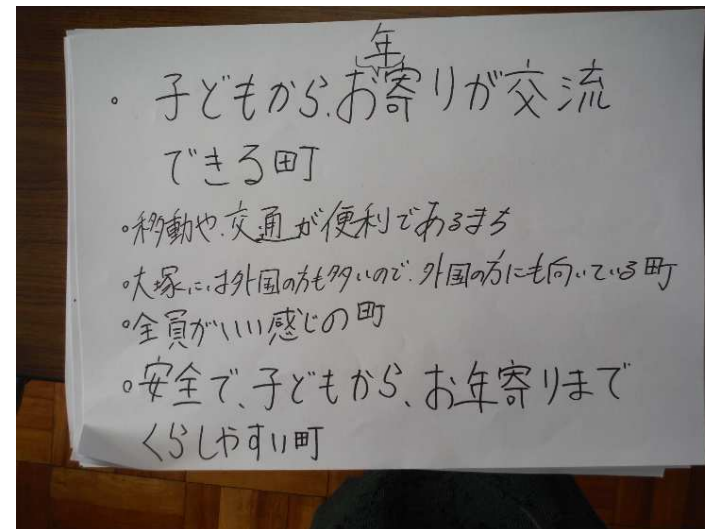 。子どもから、お年寄りが交流
できる町
。移動や、交通が便利であるまち
。大塚には外国の方も多いので、外国の方にも向いている町
。全員がいい感じの町
。安全で、子どもから、お年寄りまで
くらしやすい町